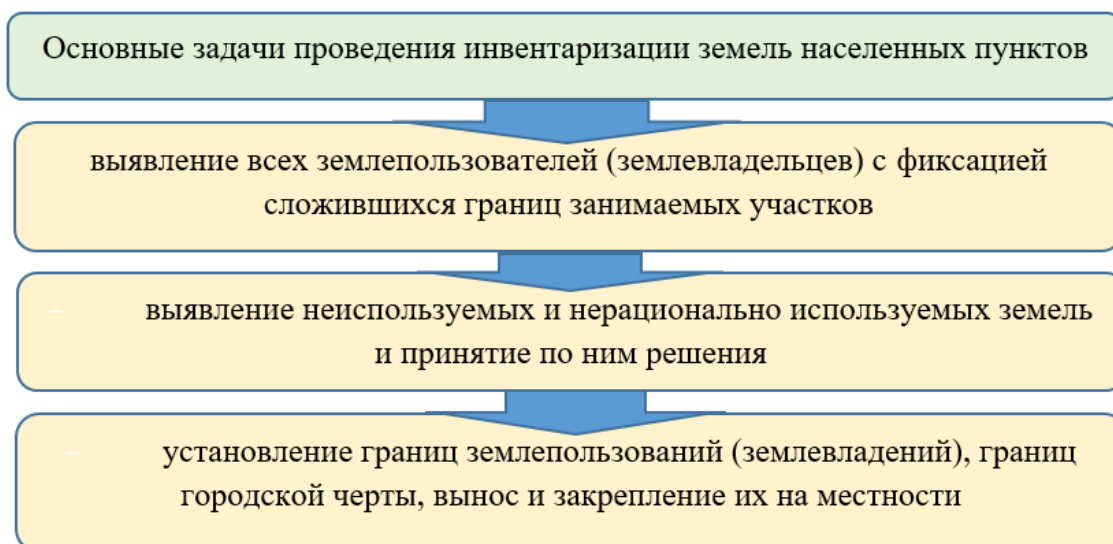 Основные задачи проведения инвентаризации земель населенных пунктов
выявление всех землепользователей (землевладельцев) с фиксацией
сложившихся границ занимаемых участков
– выявление неиспользуемых и нерационально используемых земель
и принятие по ним решения
– установление границ землепользований (землевладений), границ
городской черты, вынос и закрепление их на местности